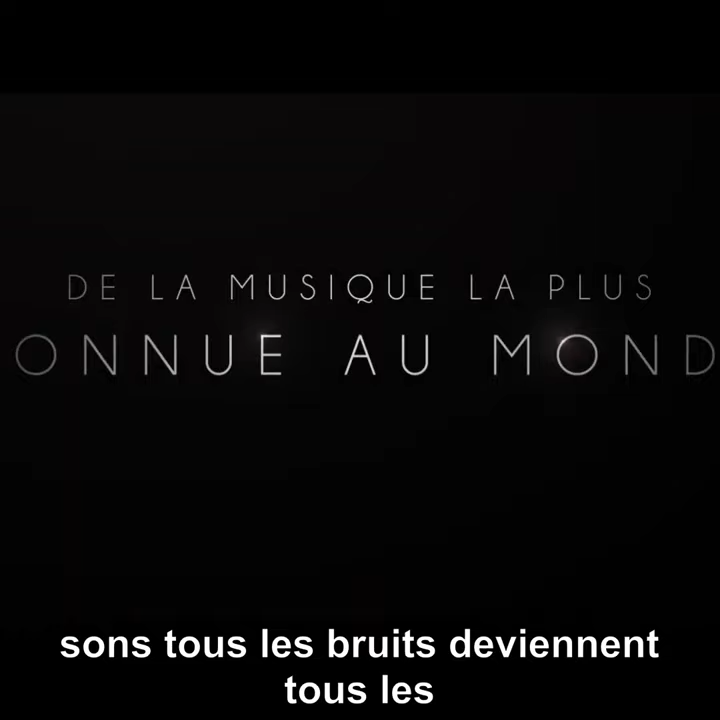 DE LA MUSIQUE LA PLUS
ONNUE AU MOND
sons tous les bruits deviennent
tous les